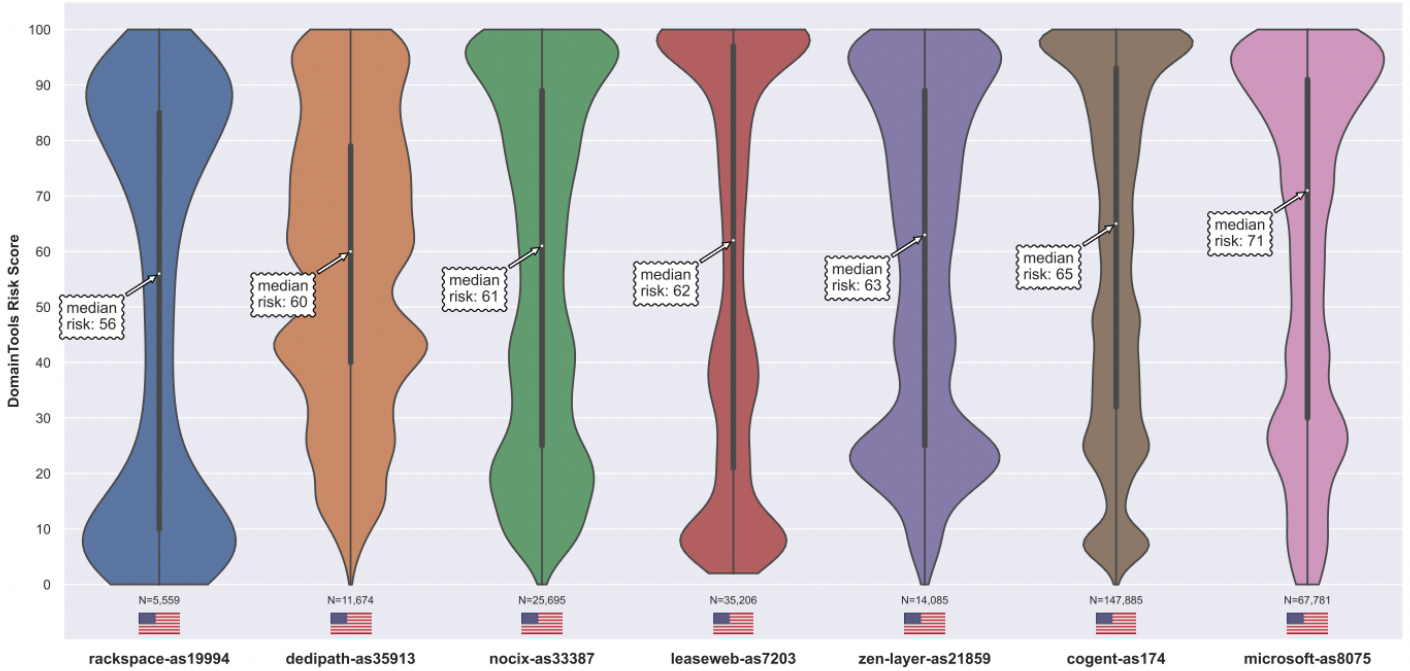 DomainTools Risk Score
100
90
80
70
60
50
40
30
20
10
0
median
risk: 56
median
risk: 60
median
risk: 61
median
risk: 62
median
risk: 63
median
risk: 65
median
risk: 71
N=5,559
N=11,674
N=25,695
N=35,206
N=14,085
N=147,885
N=67,781
rackspace-as19994
dedipath-as35913
nocix-as33387
leaseweb-as7203
zen-layer-as21859
cogent-as174
microsoft-as8075